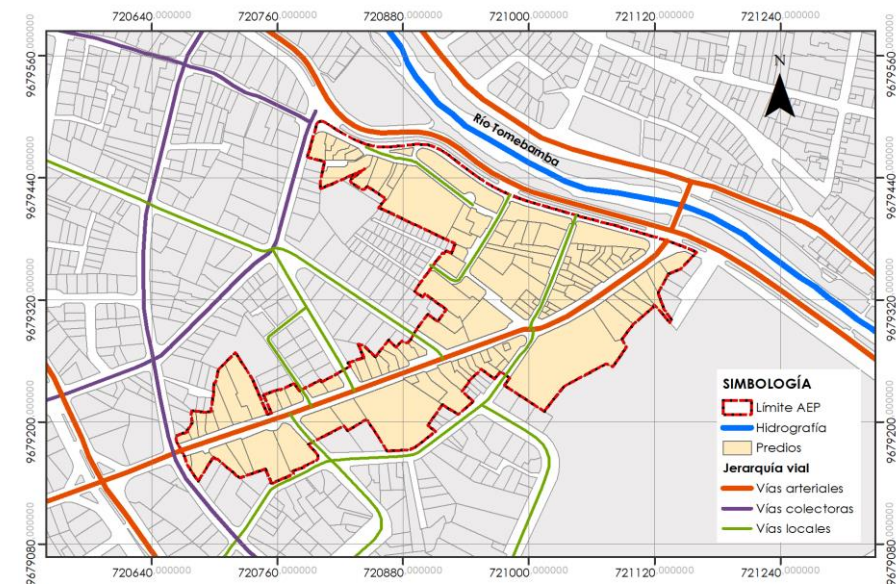 720640.000000 720760.000000 720880.000000 721000.000000 721120.000000 721240.000000
9679560.000000
9679440.000000
9679320.000000
9679200.000000
9679080.000000
N
Río Tomebamba
9679560.000000
9679440.000000
9679320.000000
9679200.000000
9679080.000000
SIMBOLOGÍA
Límite AEP
Hidrografía
Predios
Jerarquía vial
Vías arteriales
Vías colectoras
Vías locales
720640.000000 720760.000000 720880.000000 721000.000000 721120.000000 721240.000000